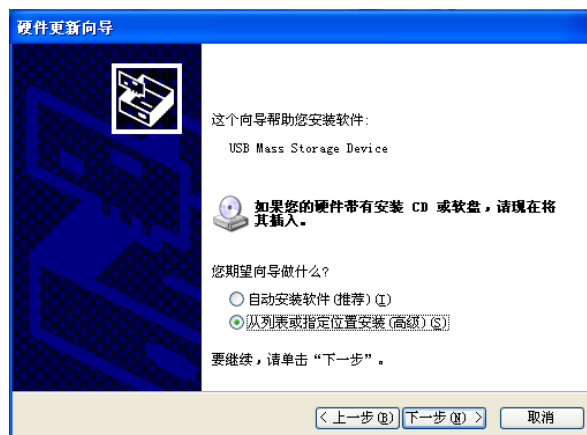 硬件更新向导
这个向导帮助您安装软件:
USB Mass Storage Device
如果您的硬件带有安装 CD 或软盘，请现在将
其插入。
您期望向导做什么?
自动安装软件(推荐)(I)
从列表或指定位置安装(高级)(S)
要继续，请单击“下一步”。
< 上一步(B) 下一步(N) > 取消